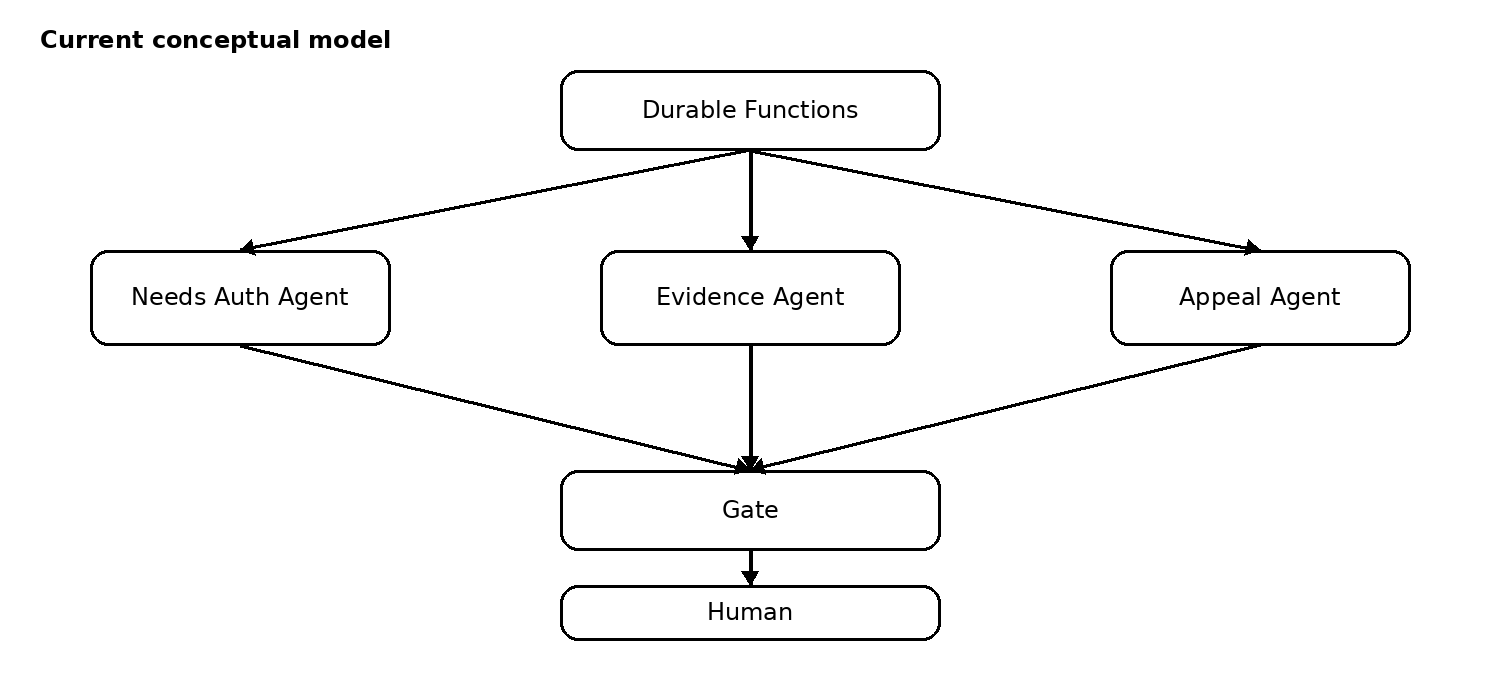 Current conceptual model
Durable Functions
Needs Auth Agent
Evidence Agent
Appeal Agent
Gate
Human